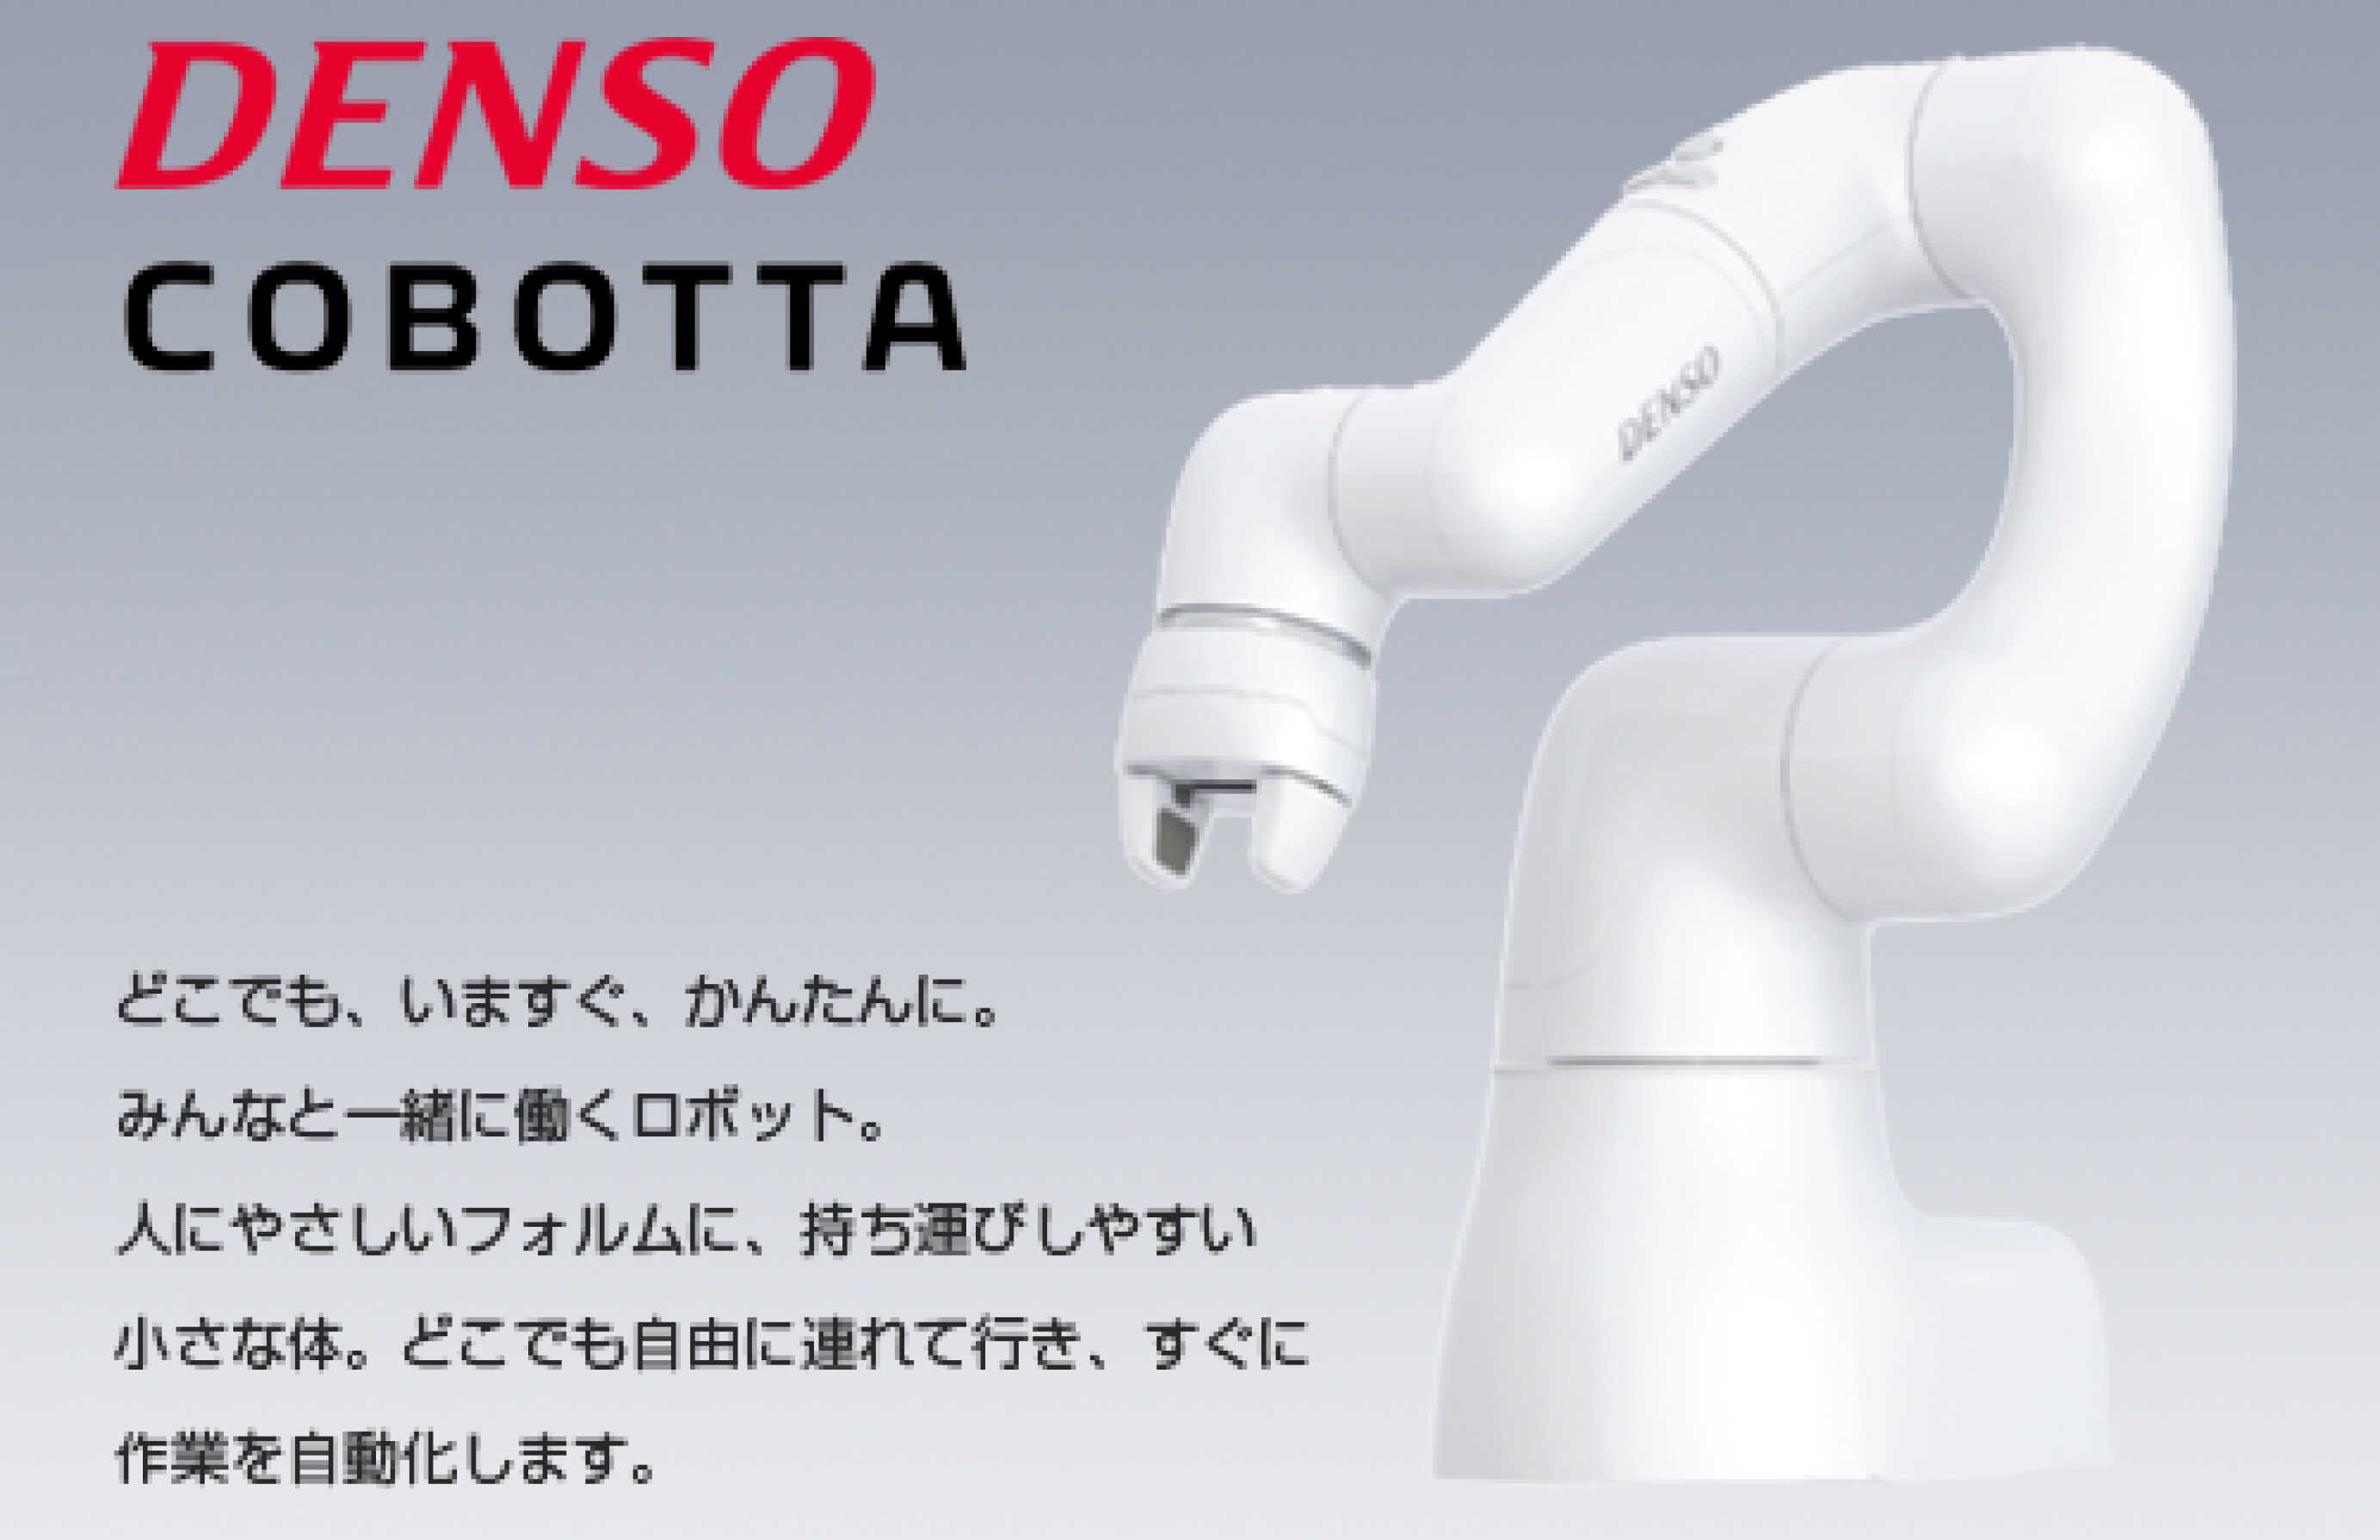 DENSO
COBOTTA
DENSO
どこでも、いますぐ、かんたんに。
みんなと一緒に働くロボット。
人にやさしいフォルムに、持ち運びしやすい
小さな体。どこでも自由に連れて行き、すぐに
作業を自動化します。